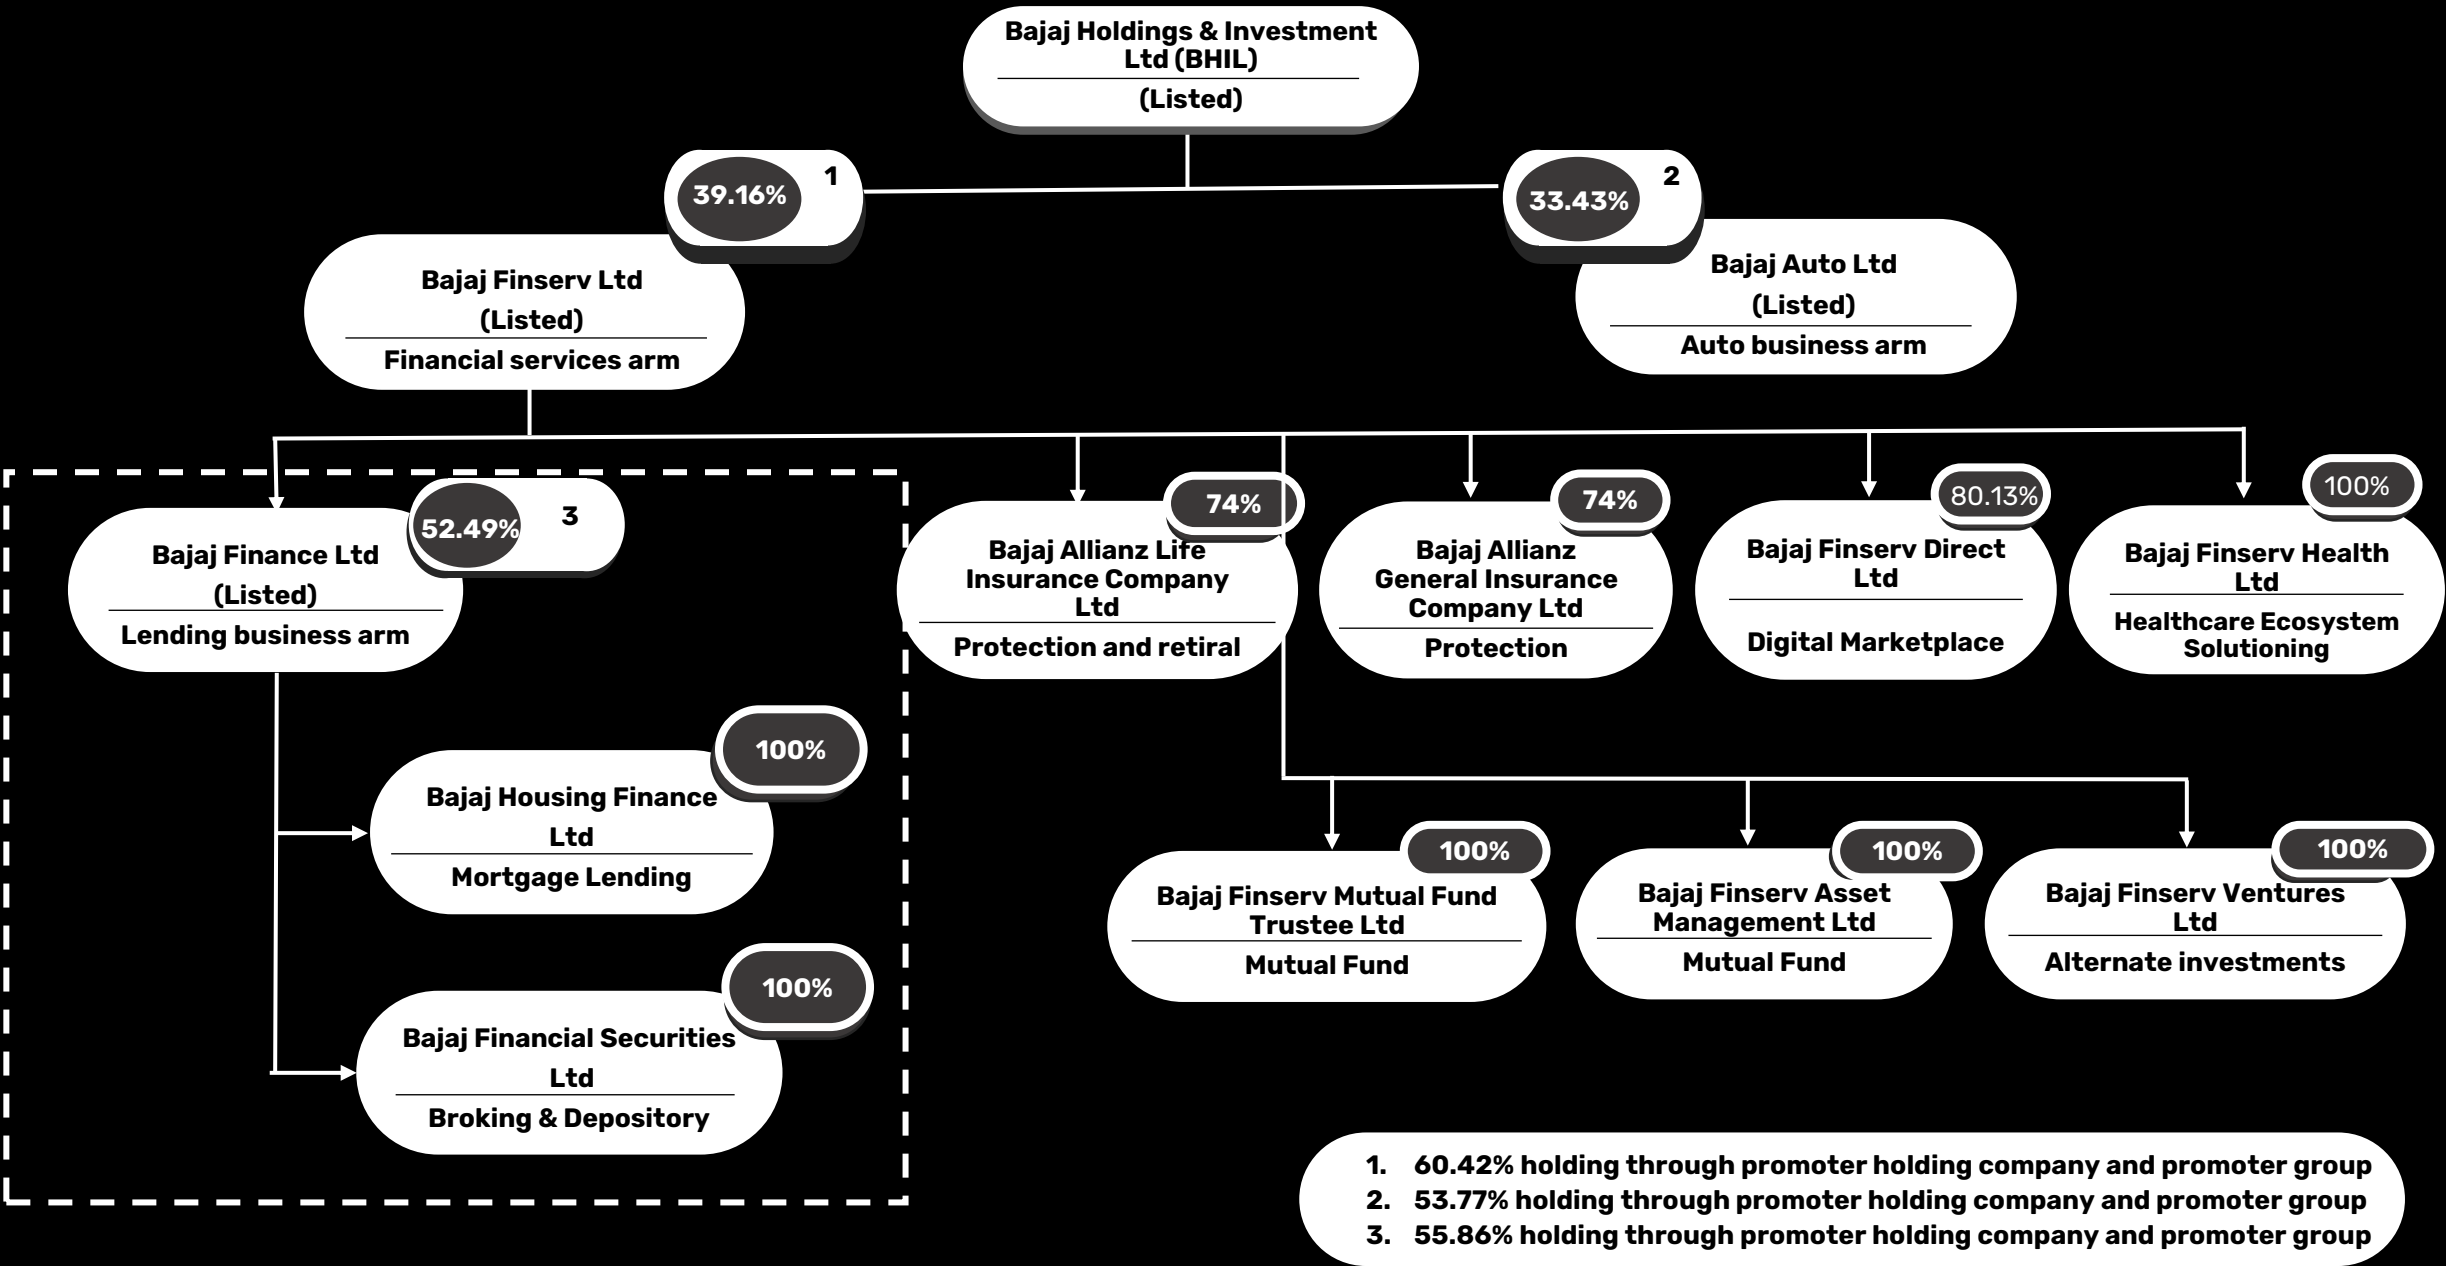 Bajaj Holdings & Investment
Ltd (BHIL)
(Listed)
39.16%
1
33.43%
2
Bajaj Finserv Ltd
(Listed)
Financial services arm
Bajaj Auto Ltd
(Listed)
Auto business arm
52.49%
3
Bajaj Finance Ltd
(Listed)
Lending business arm
74%
Bajaj Allianz Life
Insurance Company
Ltd
Protection and retiral
74%
Bajaj Allianz
General Insurance
Company Ltd
Protection
80.13%
Bajaj Finserv Direct
Ltd
Digital Marketplace
100%
Bajaj Finserv Health
Ltd
Healthcare Ecosystem
Solutioning
100%
Bajaj Housing Finance
Ltd
Mortgage Lending
100%
Bajaj Financial Securities
Ltd
Broking & Depository
100%
Bajaj Finserv Mutual Fund
Trustee Ltd
Mutual Fund
100%
Bajaj Finserv Asset
Management Ltd
Mutual Fund
100%
Bajaj Finserv Ventures
Ltd
Alternate investments
1. 60.42% holding through promoter holding company and promoter group
2. 53.77% holding through promoter holding company and promoter group
3. 55.86% holding through promoter holding company and promoter group